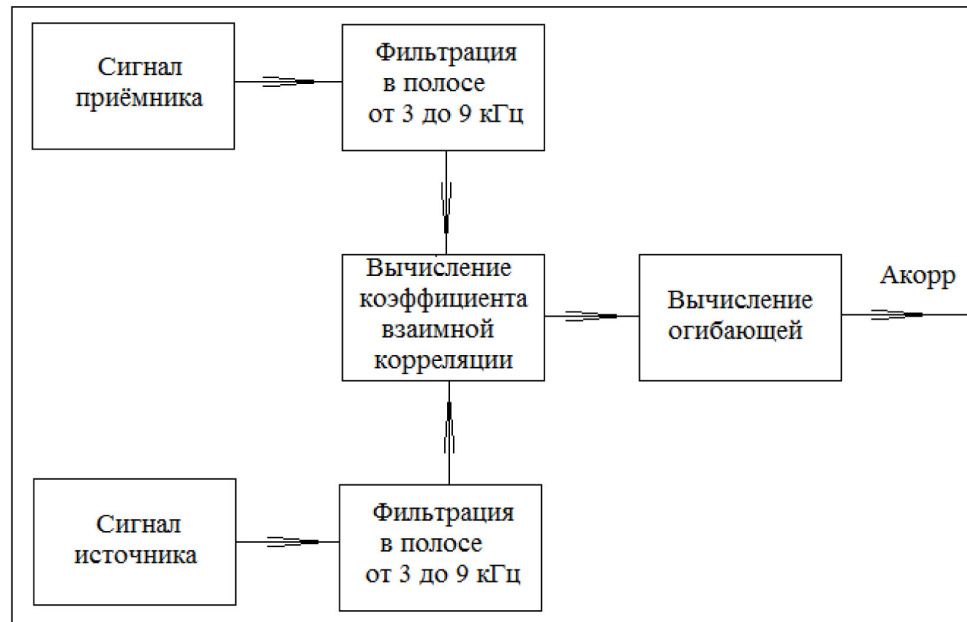 Сигнал
приёмника
Фильтрация
в полосе
от 3 до 9 кГц
Вычисление
коэффициента
взаимной
корреляции
Вычисление
огибающей
Акорр
Сигнал
источника
Фильтрация
в полосе
от 3 до 9 кГц